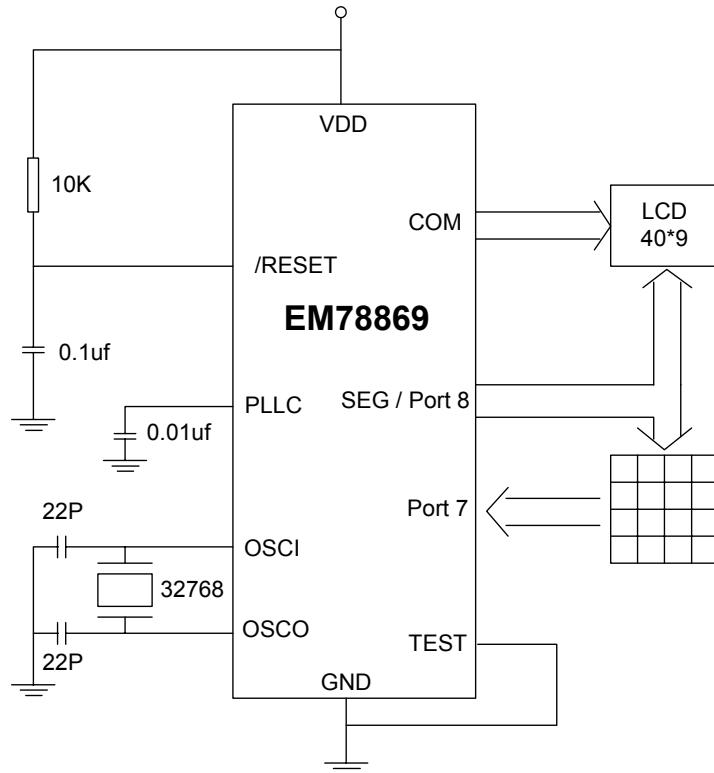 VDD
10K
COM
LCD
40*9
/RESET
EM78869
0.1uf
PLLC
SEG / Port 8
0.01uf
Port 7
22P
OSCI
32768
OSCO
TEST
22P
GND